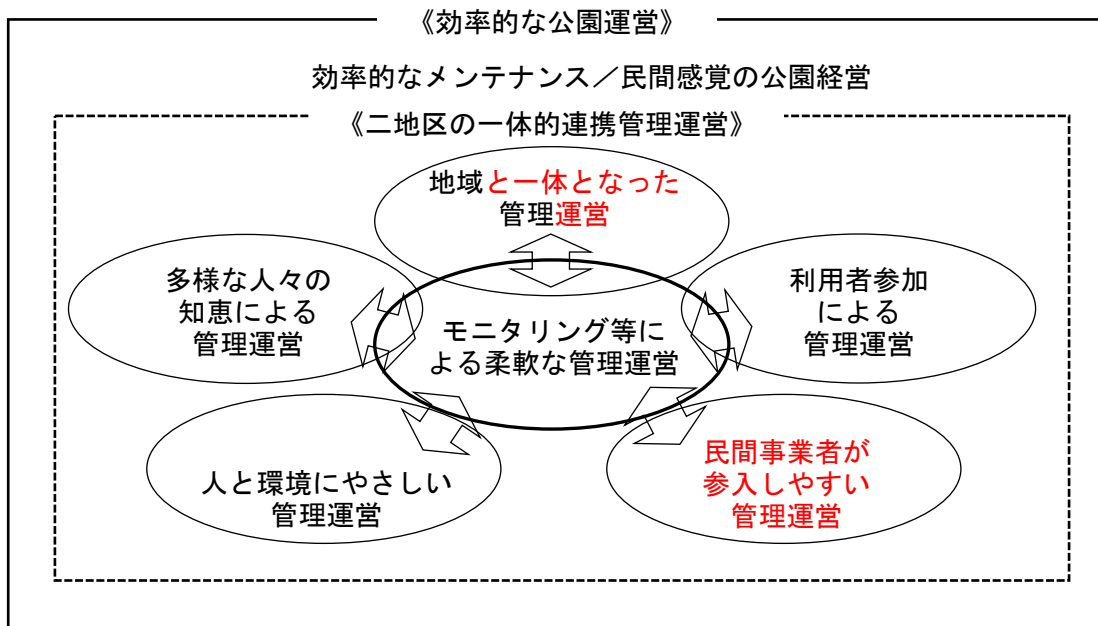 《効率的な公園運営》
効率的なメンテナンス／民間感覚の公園経営
《二地区の一体的連携管理運営》
地域と一体となった
管理運営
多様な人々の
知恵による
管理運営
モニタリング等に
よる柔軟な管理運営
利用者参加
による
管理運営
人と環境にやさしい
管理運営
民間事業者が
参入しやすい
管理運営